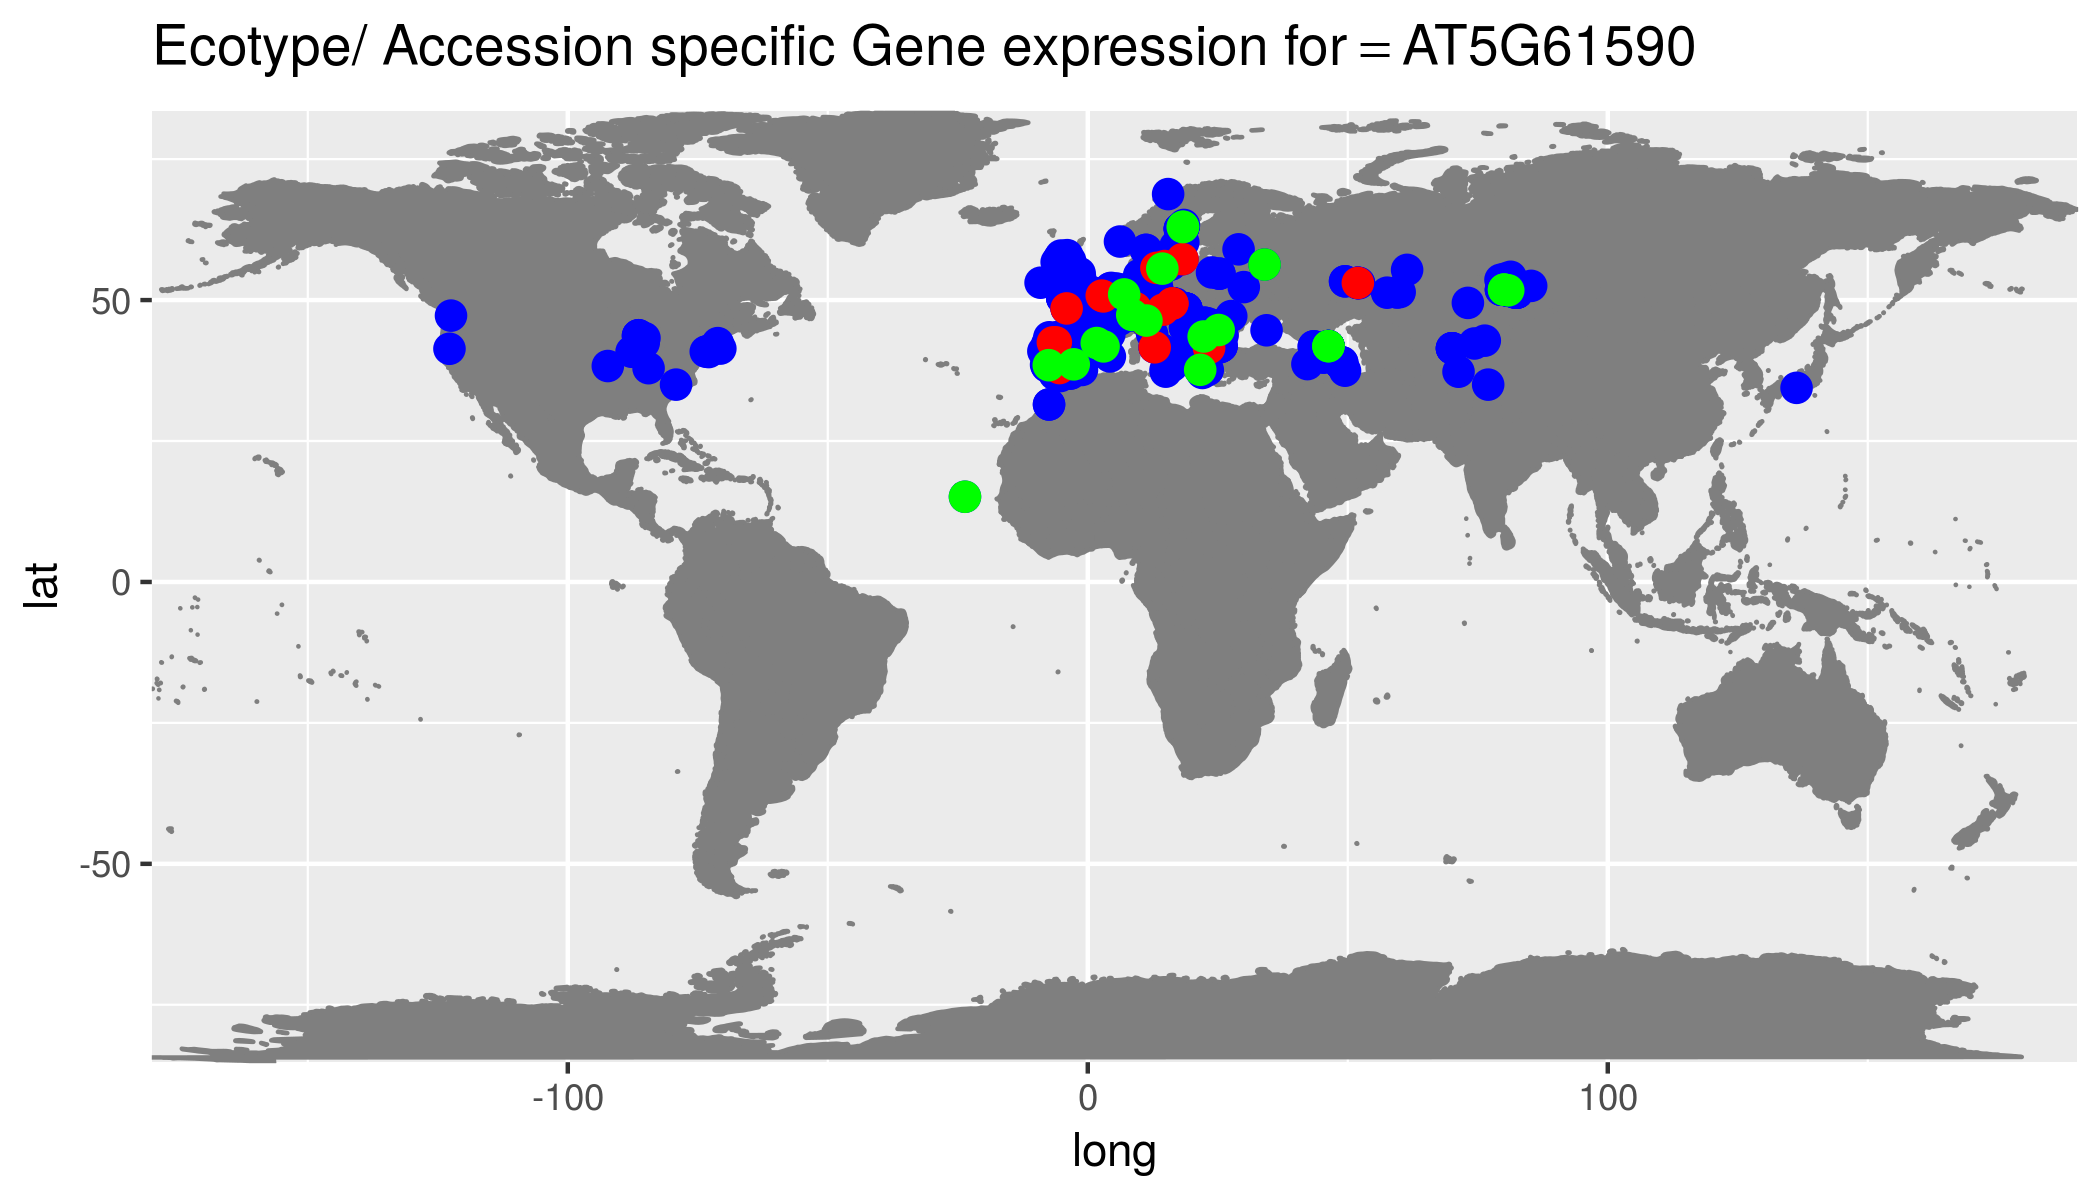 Ecotype/ Accession specific Gene expression for = AT5G61590
50
0
-50
lat
-100 0 100
long